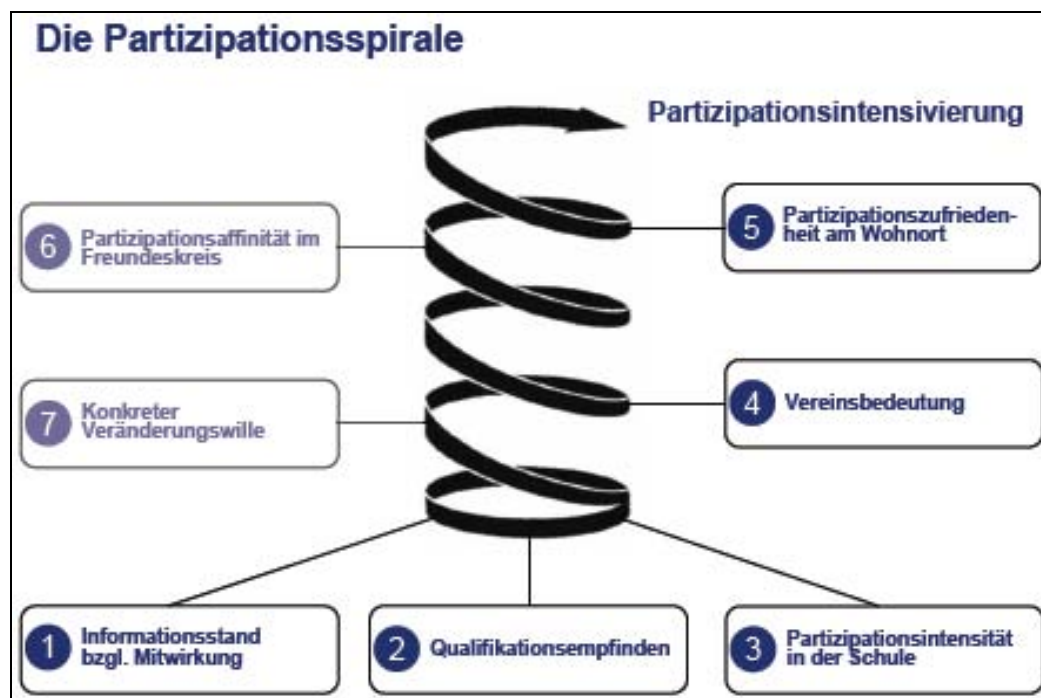 Die Partizipationsspirale
Partizipationsintensivierung
6 Partizipationsaffinität im
Freundeskreis
5 Partizipationszufrieden-
heit am Wohnort
7 Konkreter
Veränderungswille
4 Vereinsbedeutung
1 Informationsstand
bzgl. Mitwirkung
2 Qualifikationsempfinden
3 Partizipationsintensität
in der Schule